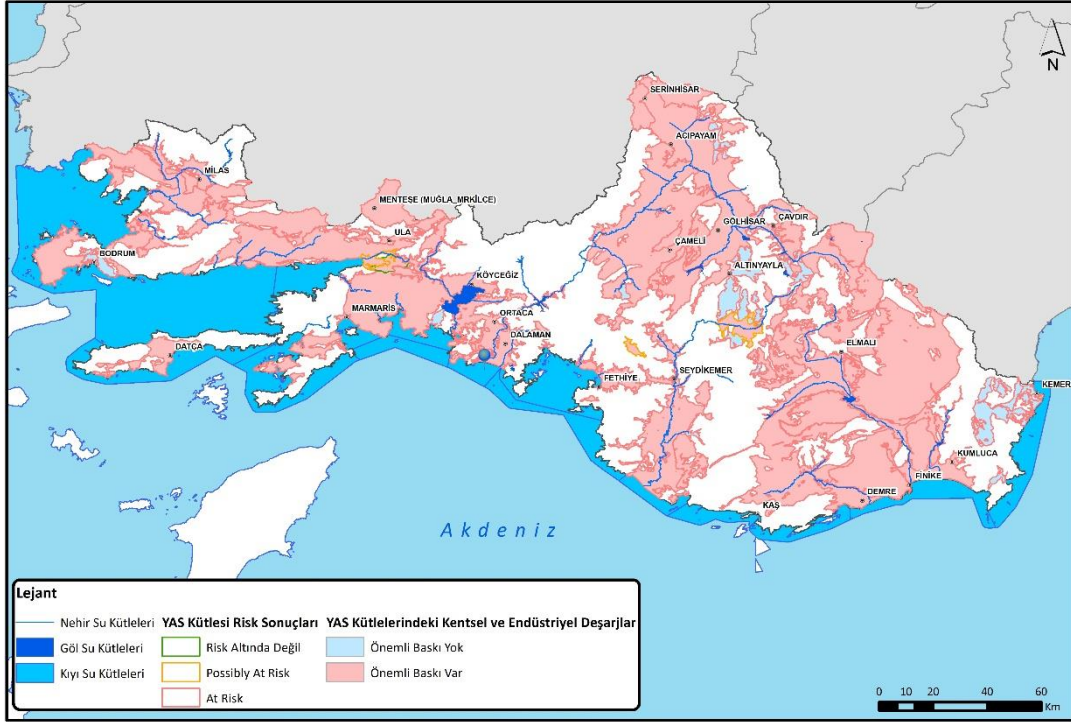 N
SERİNHİSAR
ACIPAYAM
MİLAS
MENTEŞE (MUĞLA_MRKİLCE)
ULA
GÖLHİSAR
ÇAVDIR
ÇAMELİ
BODRUM
ALTINYAYLA
KÖYCEĞİZ
MARMARİS
ORTACA
DALAMAN
DATÇA
ELMALI
FETHİYE
SEYDİKEMER
KEMER
KUMLUCA
FİNİKE
DEMRE
KAŞ
Akdeniz
Lejant
Nehir Su Kütleleri YAS Kütlesi Risk Sonuçları YAS Kütlelerindeki Kentsel ve Endüstriyel Deşarjlar
Göl Su Kütleleri Risk Altında Değil Önemli Baskı Yok
Kıyı Su Kütleleri Possibly At Risk Önemli Baskı Var
At Risk
0 10 20 40 60
Km